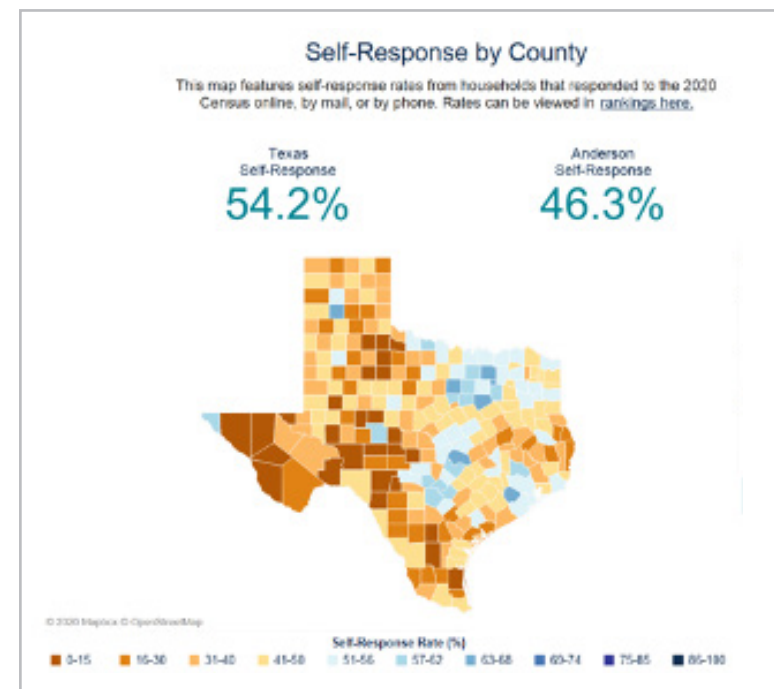 Self-Response by County
This map features self-response rates from households that responded to the 2020
Census online, by mail, or by phone. Rates can be viewed in rankings here.
Texas
Self-Response
54.2%
Anderson
Self-Response
46.3%
© 2020 Mapbox © OpenStreetMap
Self-Response Rate (%)
0-15 16-30 31-40 41-50 51-56 57-62 63-68 69-74 75-85 86-100